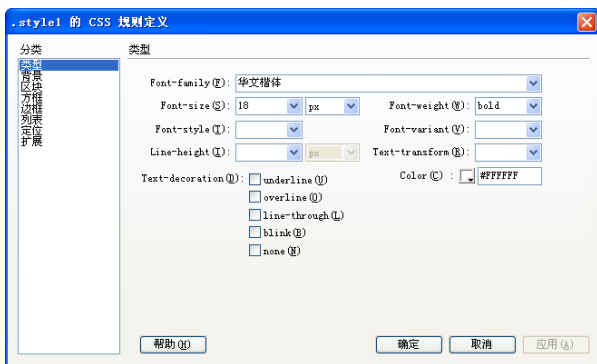 .style1 的 CSS 规则定义
分类
类型
背景
区块
方框
边框
列表
定位
扩展
类型
Font-family(F): 华文楷体
Font-size(S): 18 px Font-weight(W): bold
Font-style(T): Font-variant(V):
Line-height(I): px Text-transform(R):
Text-decoration(D): underline(U) Color(C) : #FFFFFF
overline(O)
line-through(L)
blink(B)
none(N)
帮助(H) 确定 取消 应用(A)